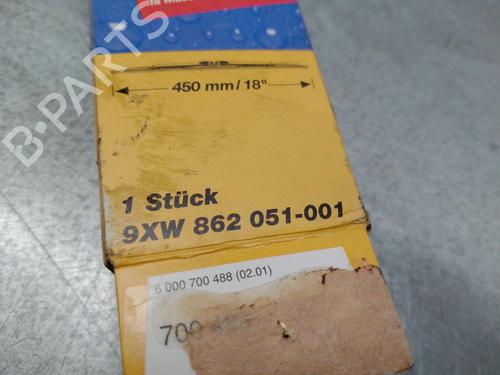 450 mm/18"
1 Stück
9XW 862 051-001
6 000 700 488 (02.01)
700
B-PARTS